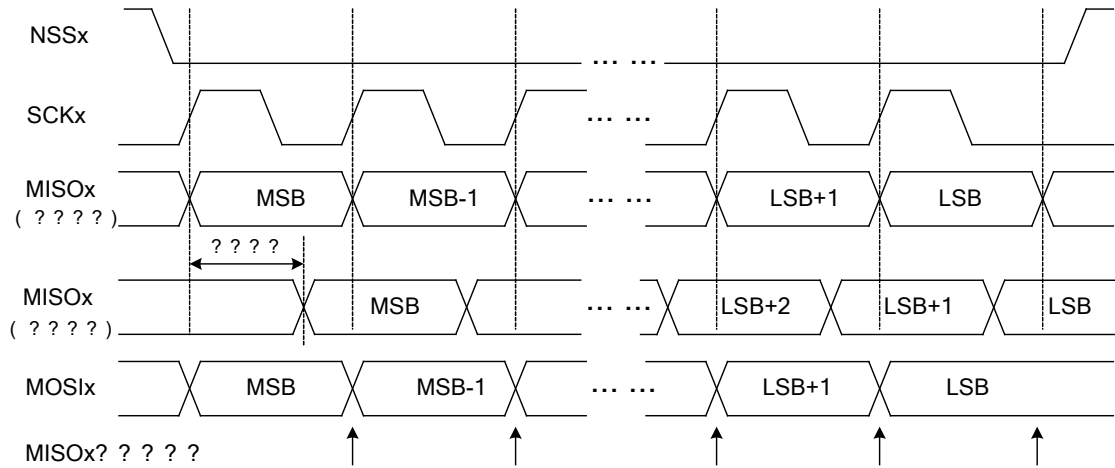 NSSx
... ...
SCKx
... ...
MISOx
( ? ? ? ? )
MSB
MSB-1
... ...
LSB+1
LSB
? ? ? ?
MISOx
( ? ? ? ? )
MSB
... ...
LSB+2
LSB+1
LSB
MOSIx
MSB
MSB-1
... ...
LSB+1
LSB
MISOx? ? ? ? ?